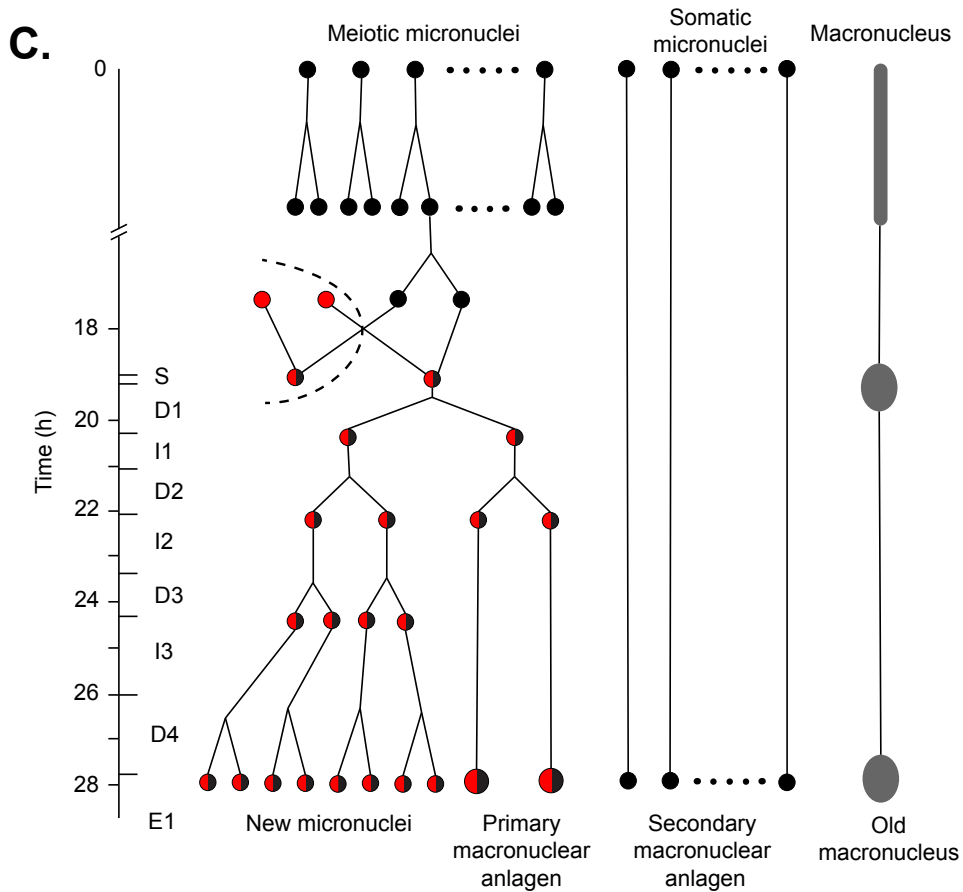 C.
Meiotic micronuclei
Somatic
micronuclei
Macronucleus
0
18
S
D1
20
I1
D2
22
I2
D3
24
I3
26
D4
28
E1
Time (h)
New micronuclei
Primary
macronuclear
anlagen
Secondary
macronuclear
anlagen
Old
macronucleus